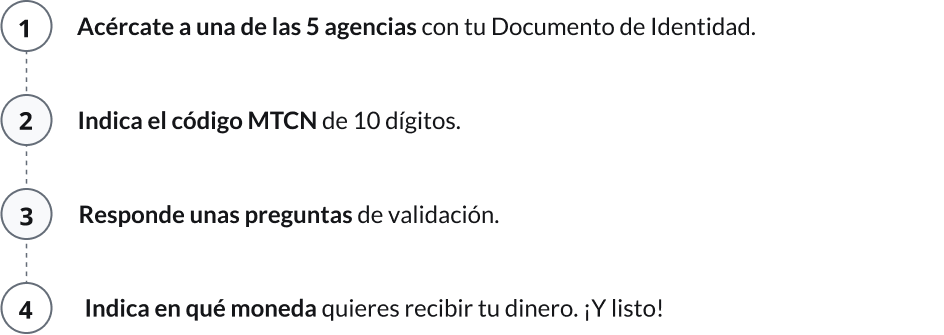 1 Acércate a una de las 5 agencias con tu Documento de Identidad.
2 Indica el código MTCN de 10 dígitos.
3 Responde unas preguntas de validación.
4 Indica en qué moneda quieres recibir tu dinero. ¡Y listo!